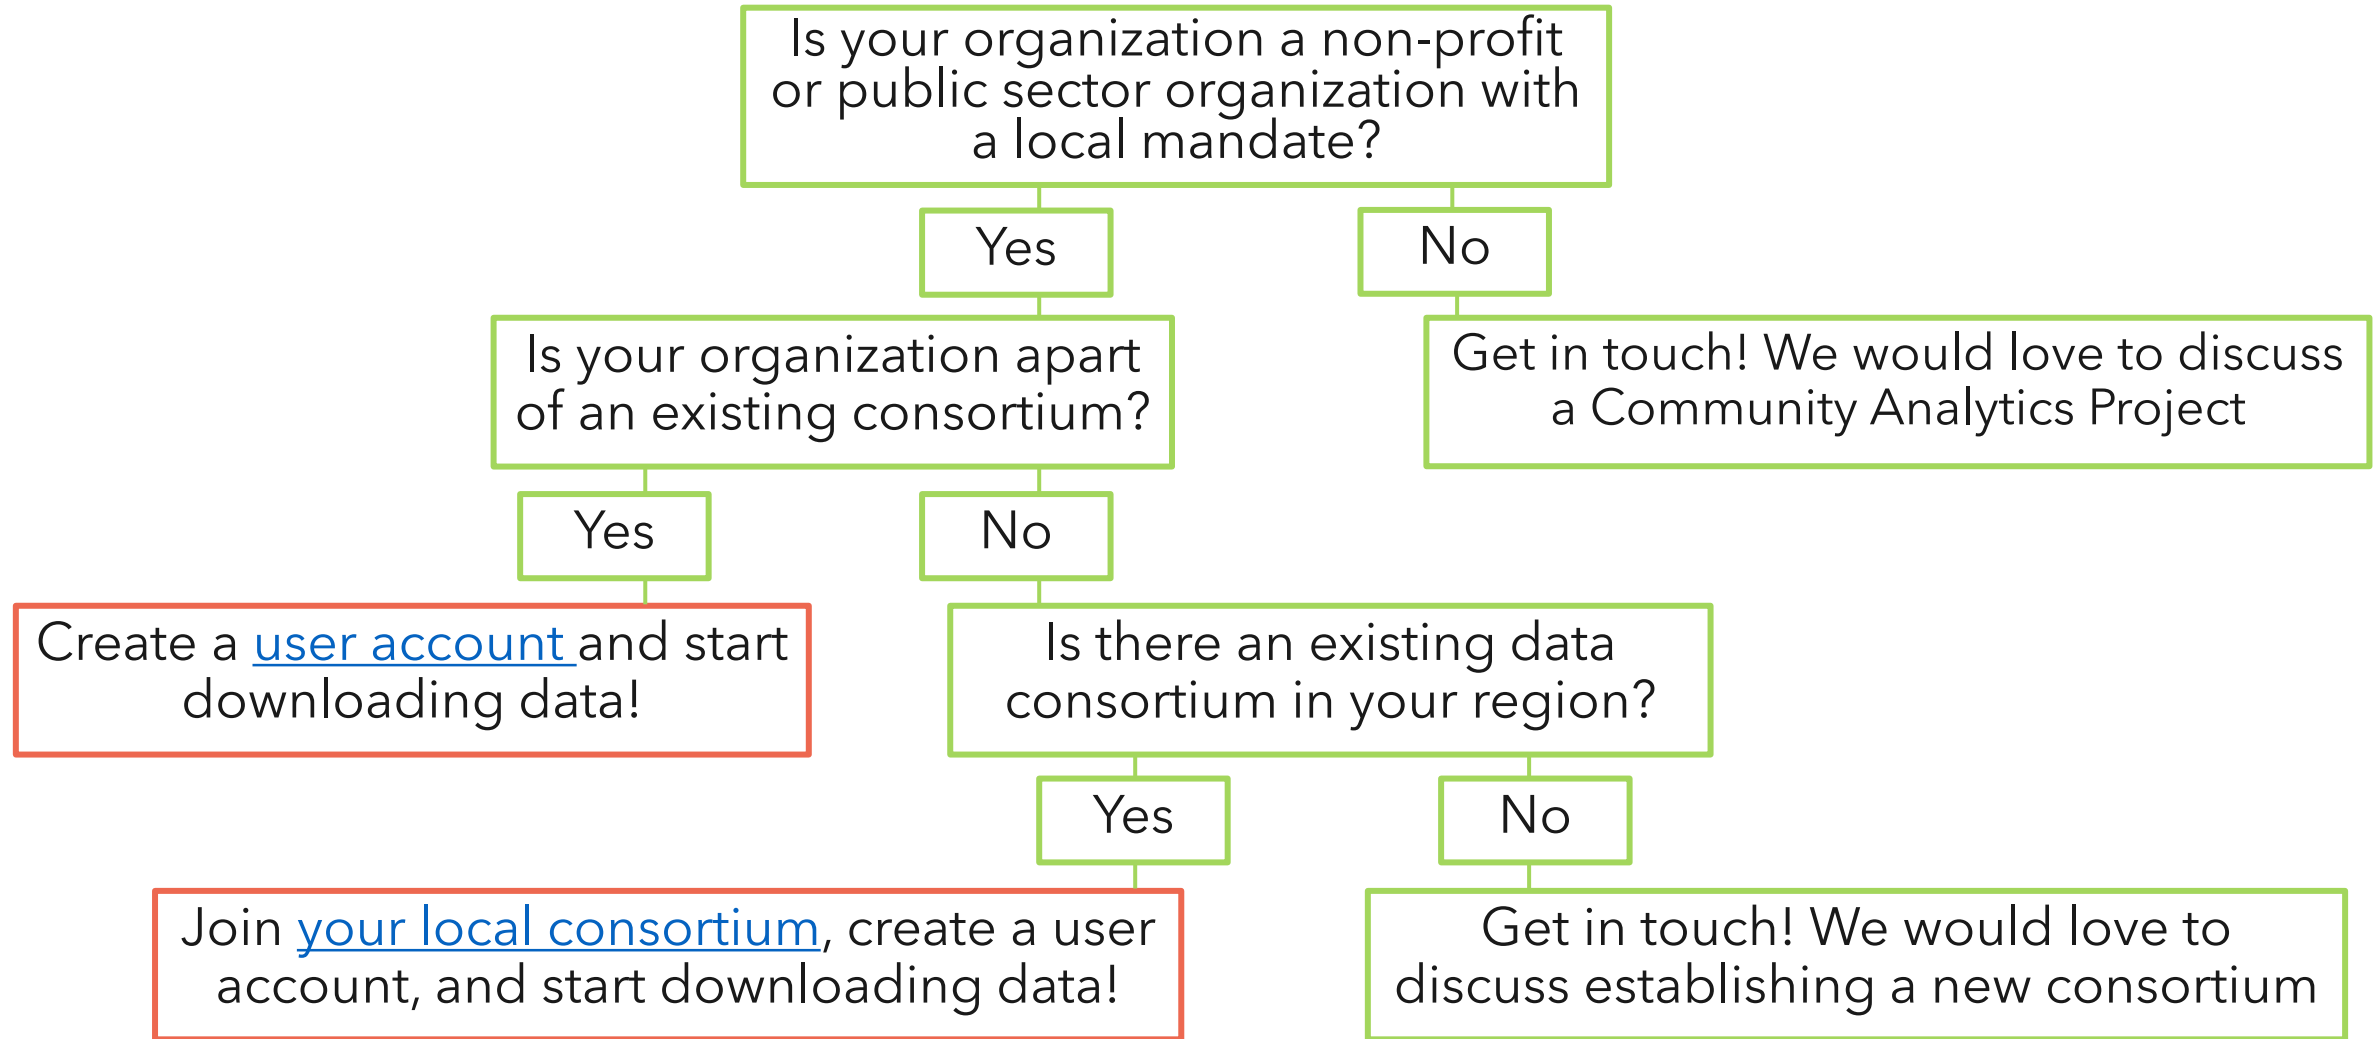 Is your organization a non-profit
or public sector organization with
a local mandate?
Yes
No
Is your organization apart
of an existing consortium?
Get in touch! We would love to discuss
a Community Analytics Project
Yes
No
Create a user account and start
downloading data!
Is there an existing data
consortium in your region?
Yes
No
Join your local consortium, create a user
account, and start downloading data!
Get in touch! We would love to
discuss establishing a new consortium